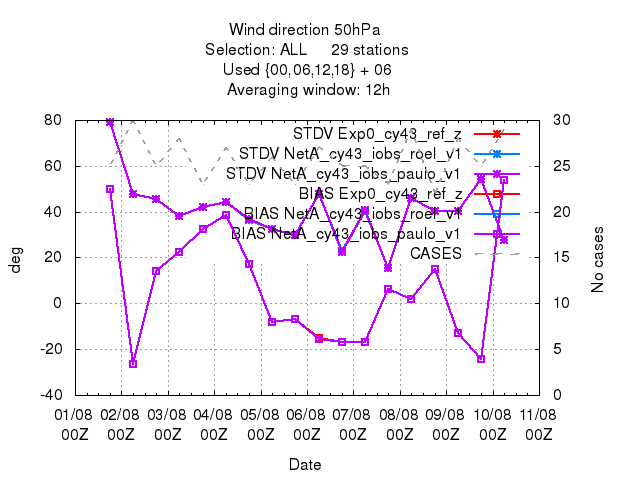 Wind direction 50hPa
Selection: ALL 29 stations
Used {00,06,12,18} + 06
Averaging window: 12h
80 30
STDV Exp0_cy43_ref_z
STDV NetA_cy43_iobs_roel_v1
60 25
STDV NetA_cy43_iobs_paulo_v1
BIAS Exp0_cy43_ref_z
40 20
BIAS NetA_cy43_iobs_roel_v1
BIAS NetA_cy43_iobs_paulo_v1
CASES
20 15
deg
No cases
0 10
-20 5
-40 0
01/08 02/08 03/08 04/08 05/08 06/08 07/08 08/08 09/08 10/08 11/08
00Z 00Z 00Z 00Z 00Z 00Z 00Z 00Z 00Z 00Z 00Z
Date